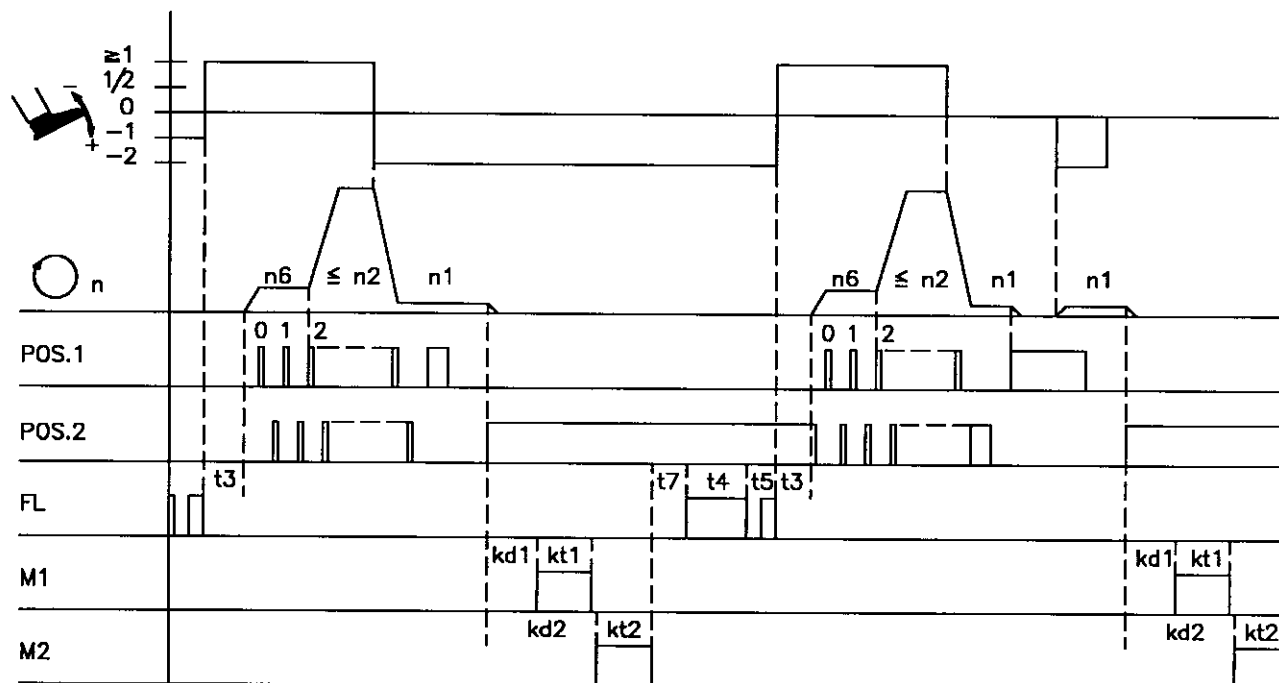 ≥1
1/2
0
−1
−2
−
+
n
n6 ≤ n2 n1 n6 ≤ n2 n1 n1
0 1 2 0 1 2
POS.1
POS.2
t3 t7 t4 t5 t3
FL
kd1 kt1 kd1 kt1
M1
kd2 kt2 kd2 kt2
M2